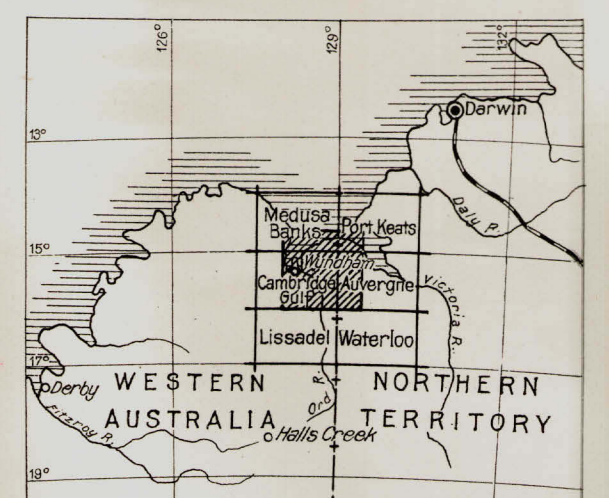 126°
129°
132°
Darwin
13°
Daly R.
Medusa
Banks
Port Keats
15°
Wyndham
Cambridge
Gulf
Auvergne
Victoria R.
Lissadel
Waterloo
17°
Derby
WESTERN
AUSTRALIA
NORTHERN
TERRITORY
Fitzroy R.
Ord R.
Halls Creek
19°